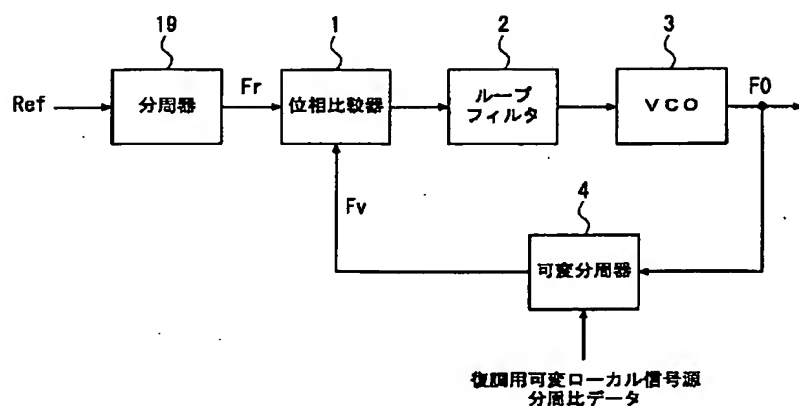 19
1
2
3
Ref
分周器
Fr
位相比較器
ループ
フィルタ
VCO
F0
Fv
4
可変分周器
復調用可変ローカル信号源
分周比データ